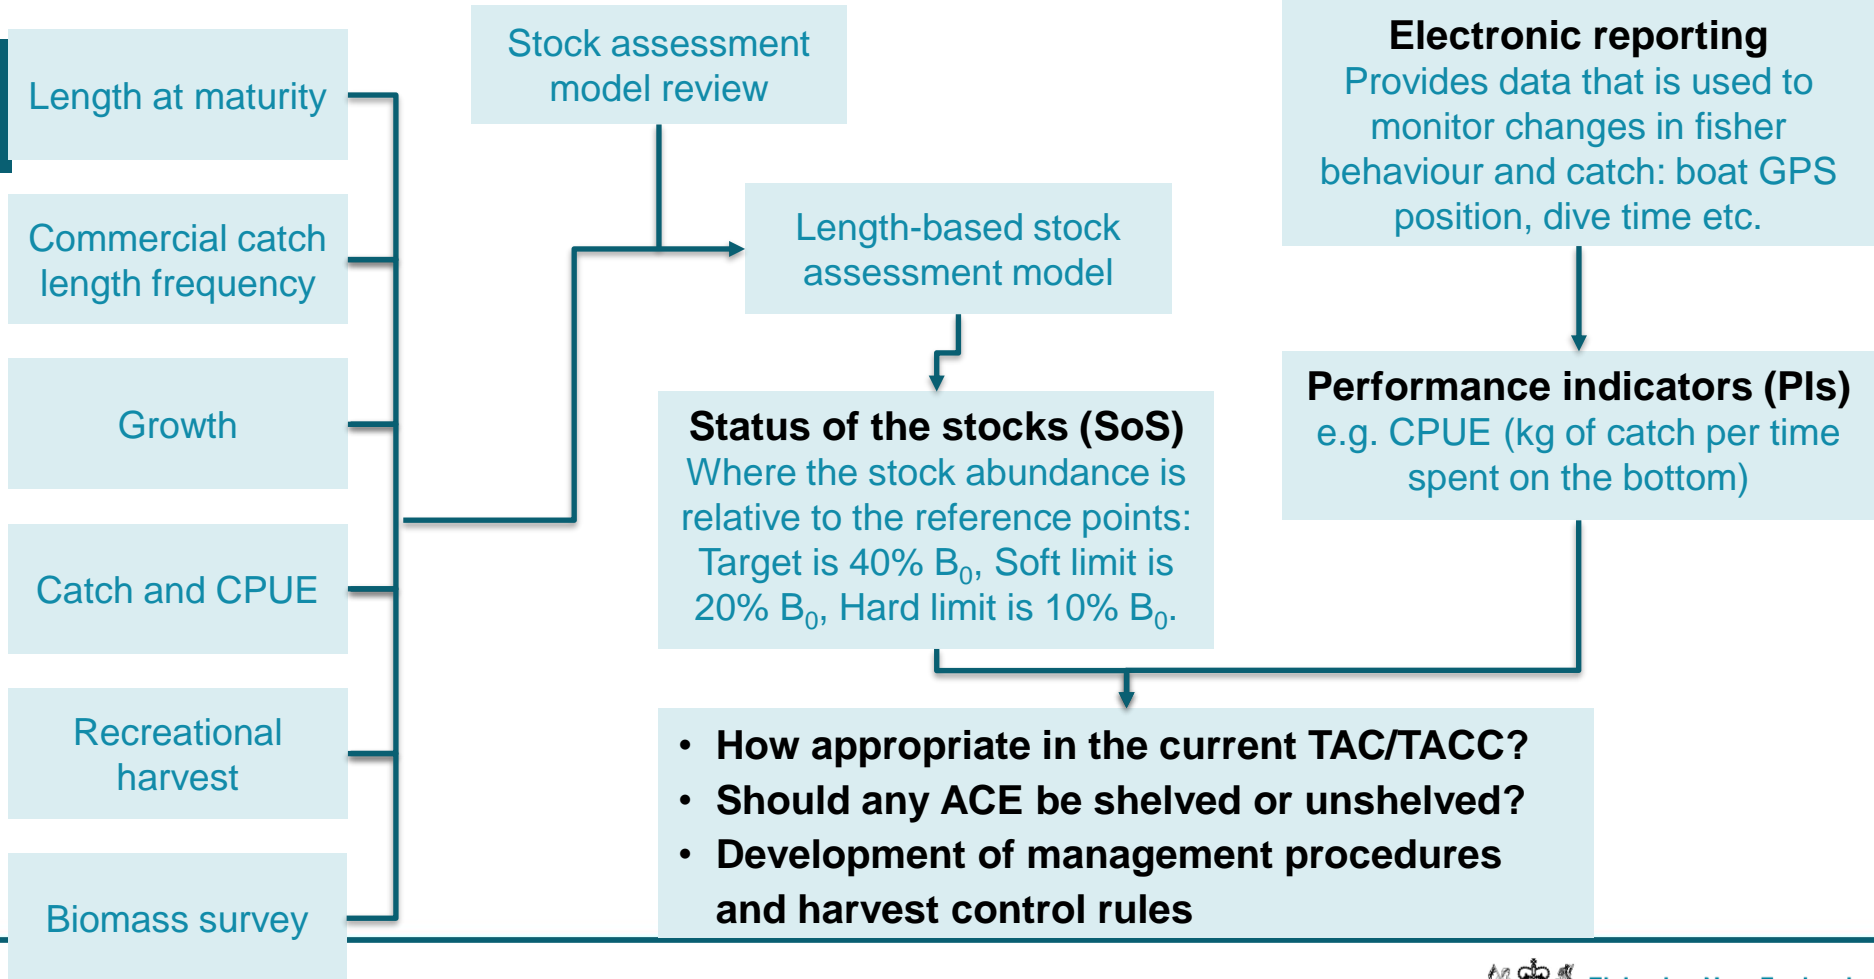 Length at maturity
Commercial catch
length frequency
Growth
Catch and CPUE
Recreational
harvest
Biomass survey
Stock assessment
model review
Length-based stock
assessment model
Status of the stocks (SoS)
Where the stock abundance is
relative to the reference points:
Target is 40% B₀, Soft limit is
20% B₀, Hard limit is 10% B₀.
Electronic reporting
Provides data that is used to
monitor changes in fisher
behaviour and catch: boat GPS
position, dive time etc.
Performance indicators (PIs)
e.g. CPUE (kg of catch per time
spent on the bottom)
• How appropriate in the current TAC/TACC?
• Should any ACE be shelved or unshelved?
• Development of management procedures
and harvest control rules